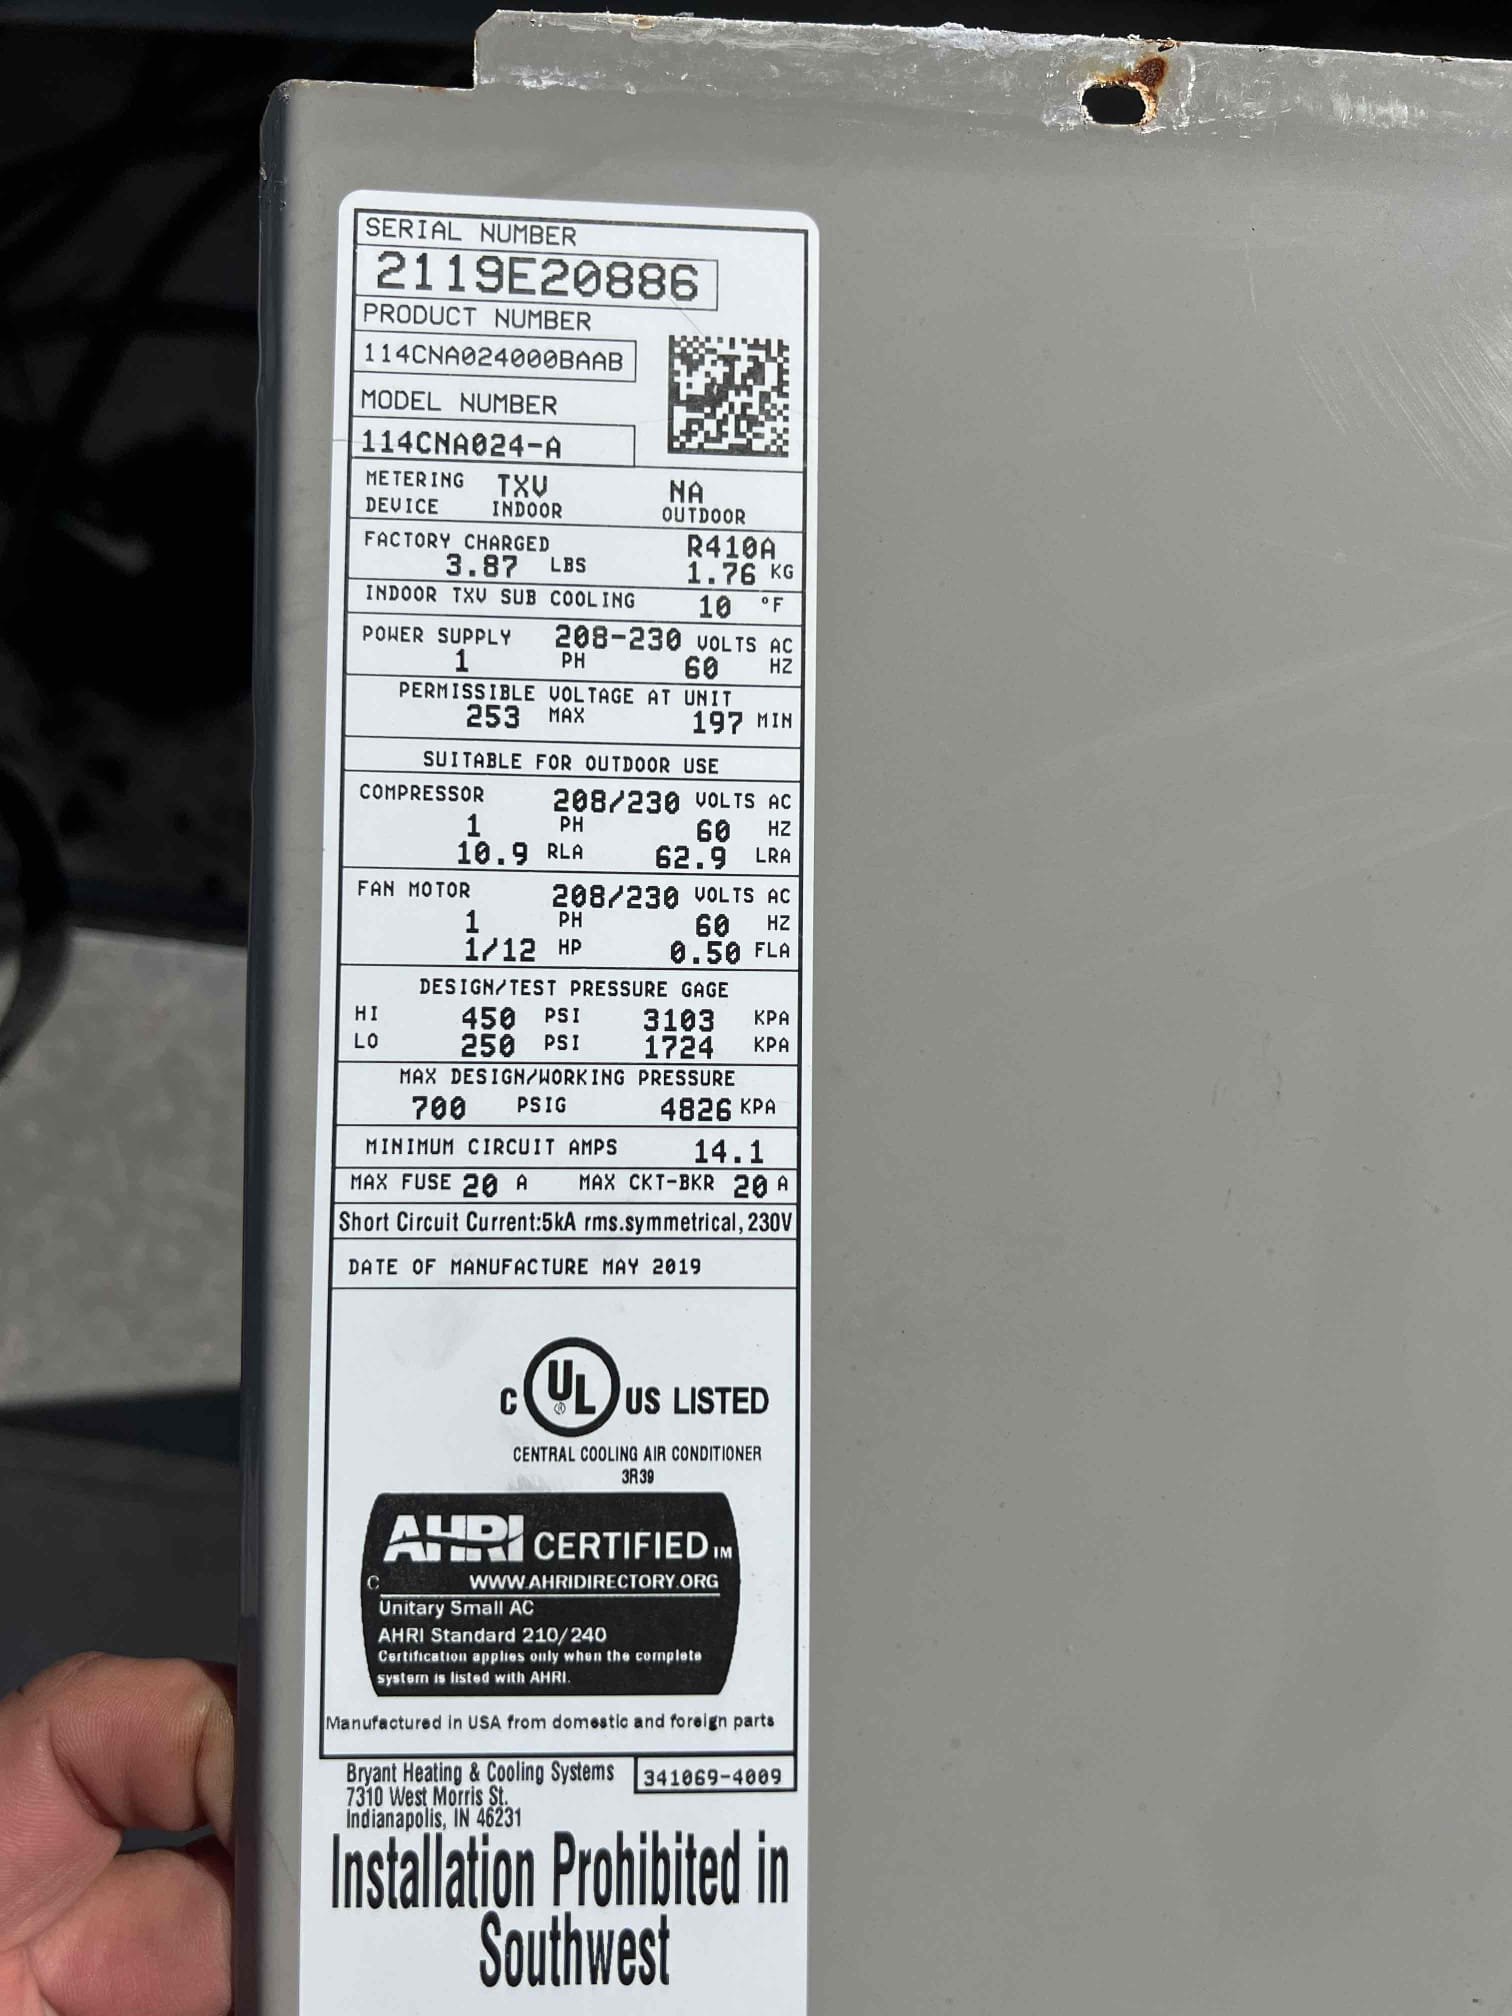 SERIAL NUMBER
2119E20886
PRODUCT NUMBER
114CNA024000BAAB
MODEL NUMBER
114CNA024-A
METERING TXV NA
DEVICE INDOOR OUTDOOR
FACTORY CHARGED R410A
3.87 LBS 1.76 KG
INDOOR TXV SUB COOLING 10 °F
POWER SUPPLY 208-230 VOLTS AC
1 PH 60 HZ
PERMISSIBLE VOLTAGE AT UNIT
253 MAX 197 MIN
SUITABLE FOR OUTDOOR USE
COMPRESSOR 208/230 VOLTS AC
1 PH 60 HZ
10.9 RLA 62.9 LRA
FAN MOTOR 208/230 VOLTS AC
1 PH 60 HZ
1/12 HP 0.50 FLA
DESIGN/TEST PRESSURE GAGE
HI 450 PSI 3103 KPA
LO 250 PSI 1724 KPA
MAX DESIGN/WORKING PRESSURE
700 PSIG 4826 KPA
MINIMUM CIRCUIT AMPS 14.1
MAX FUSE 20 A MAX CKT-BKR 20 A
Short Circuit Current:5kA rms.symmetrical, 230V
DATE OF MANUFACTURE MAY 2019
C UL ® US LISTED
CENTRAL COOLING AIR CONDITIONER
3R39
AHRI CERTIFIED TM
C WWW.AHRIDIRECTORY.ORG
Unitary Small AC
AHRI Standard 210/240
Certification applies only when the complete
system is listed with AHRI.
Manufactured in USA from domestic and foreign parts
Bryant Heating & Cooling Systems 341069-4009
7310 West Morris St.
Indianapolis, IN 46231
Installation Prohibited in
Southwest